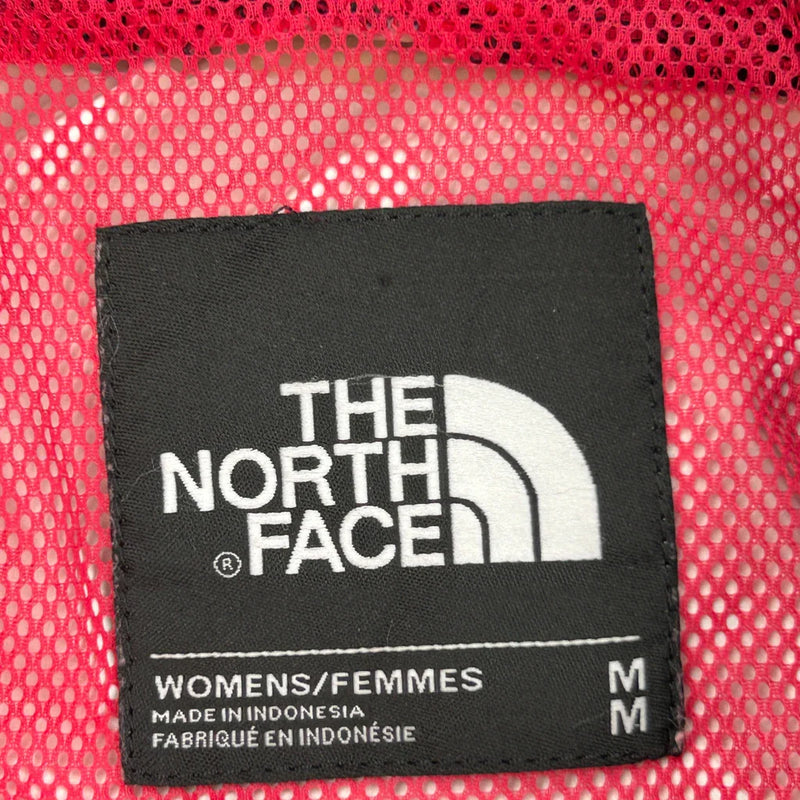 THE
NORTH
® FACE
WOMENS/FEMMES M
MADE IN INDONESIA M
FABRIQUÉ EN INDONÉSIE